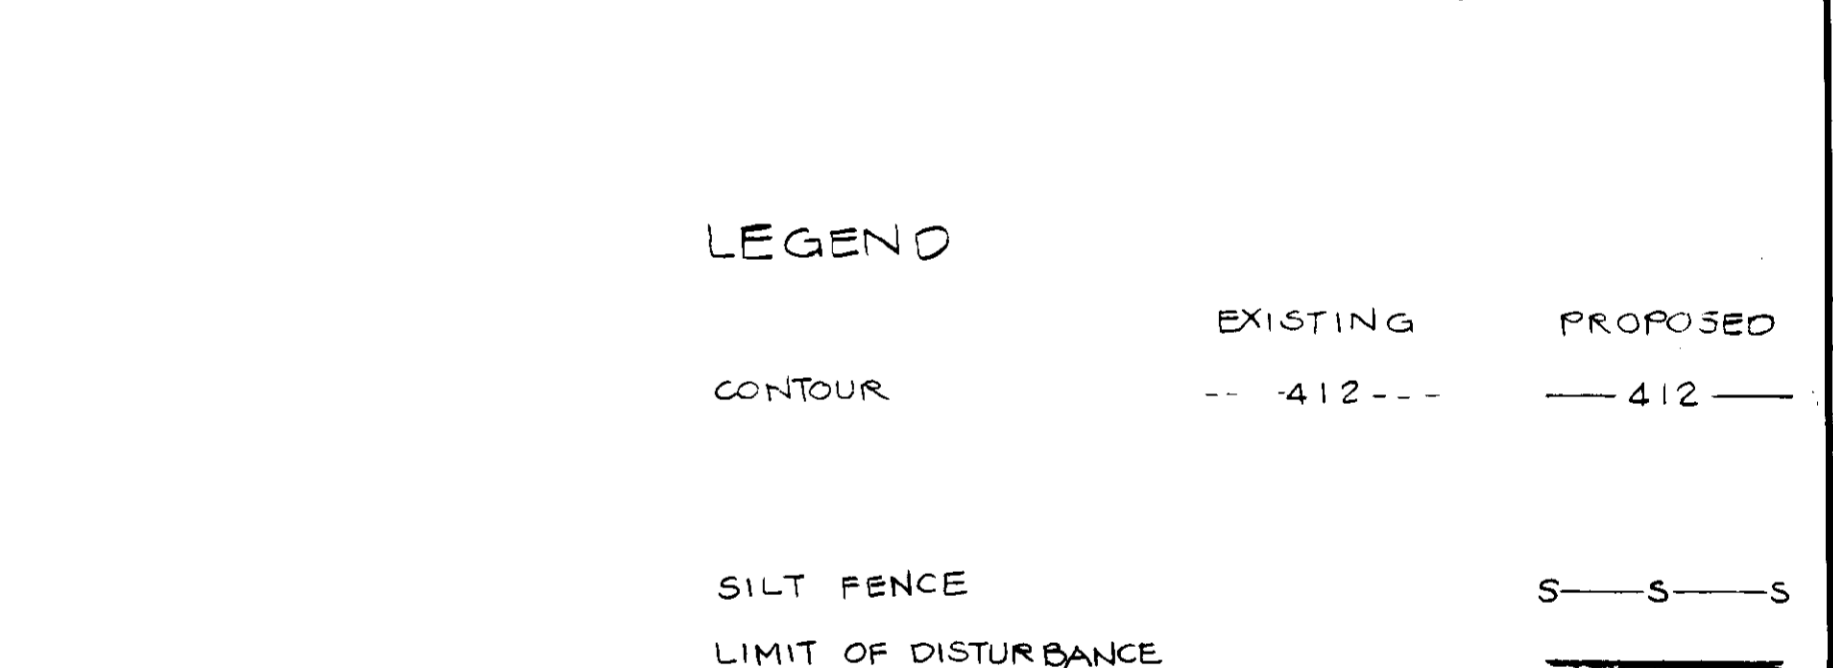 LEGEND
EXISTING PROPOSED
CONTOUR -- -412--- —412—
SILT FENCE S—S—S
LIMIT OF DISTURBANCE